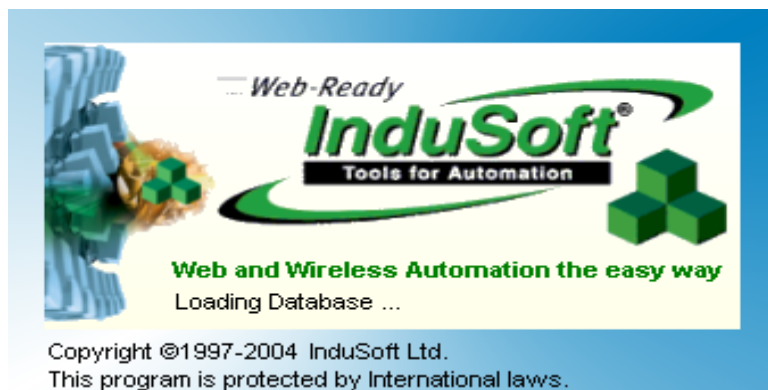 Web-Ready
InduSoft®
Tools for Automation
Web and Wireless Automation the easy way
Loading Database ...
Copyright ©1997-2004 InduSoft Ltd.
This program is protected by International laws.